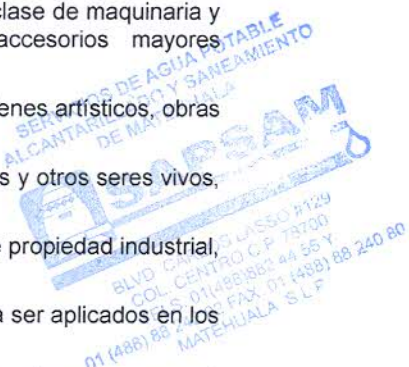 clase de maquinaria y
accesorios mayores
enes artísticos, obras
s y otros seres vivos,
e propiedad industrial,
a ser aplicados en los
SERVICIOS DE AGUA POTABLE
ALCANTARILLADO Y SANEAMIENTO
DE MATEHUALA
SAPSAM
BLVD CARLOS LASSO #129
COL. CENTRO C.P. 78700
TELS. 01(488)882 44 56 Y
FAX. 01 (488) 88 240 80
MATEHUALA S.L.P.
01 (488) 88